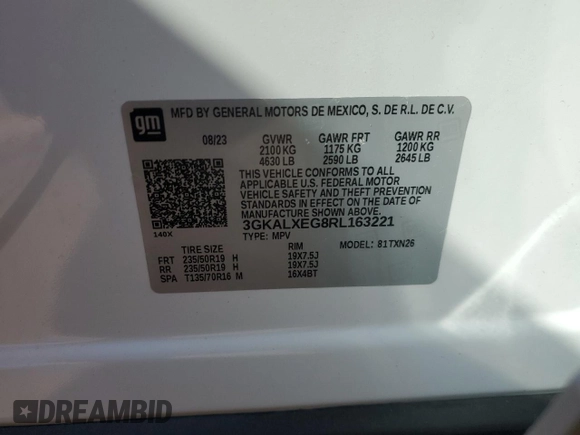 gm
MFD BY GENERAL MOTORS DE MEXICO, S. DE R.L. DE C.V.
08/23 GVWR GAWR FPT GAWR RR
2100 KG 1175 KG 1200 KG
4630 LB 2590 LB 2645 LB
THIS VEHICLE CONFORMS TO ALL
APPLICABLE U.S. FEDERAL MOTOR
VEHICLE SAFETY AND THEFT PREVENTION
STANDARDS IN EFFECT ON THE DATE OF
MANUFACTURE SHOWN ABOVE.
3GKALXEG8RL163221
140X TYPE: MPV MODEL: 81TXN26
TIRE SIZE RIM
FRT 235/50R19 H 19X7.5J
RR 235/50R19 H 19X7.5J
SPA T135/70R16 M 16X4BT
DREAMBID